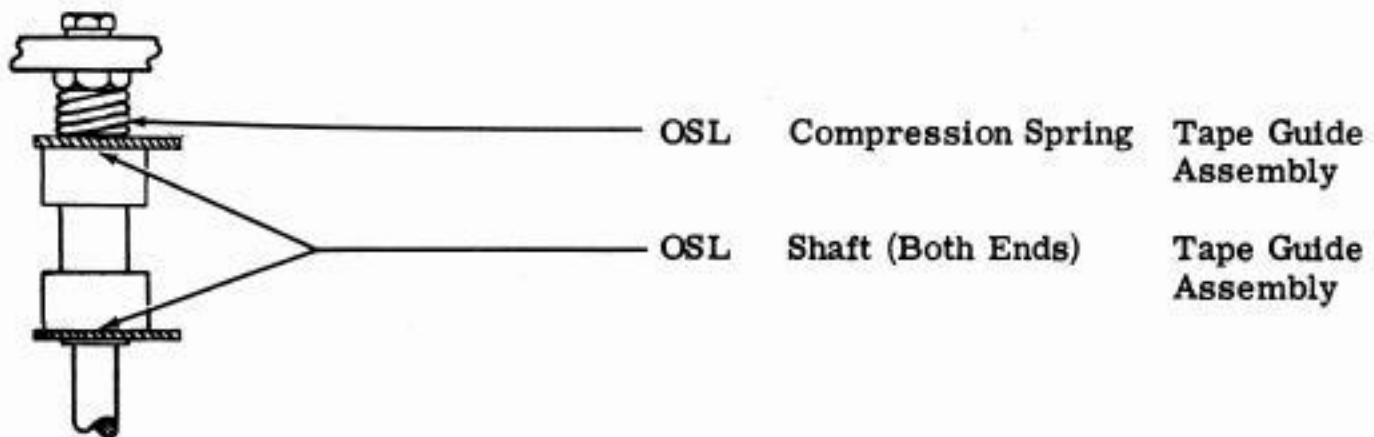 OSL Compression Spring Tape Guide
Assembly
OSL Shaft (Both Ends) Tape Guide
Assembly